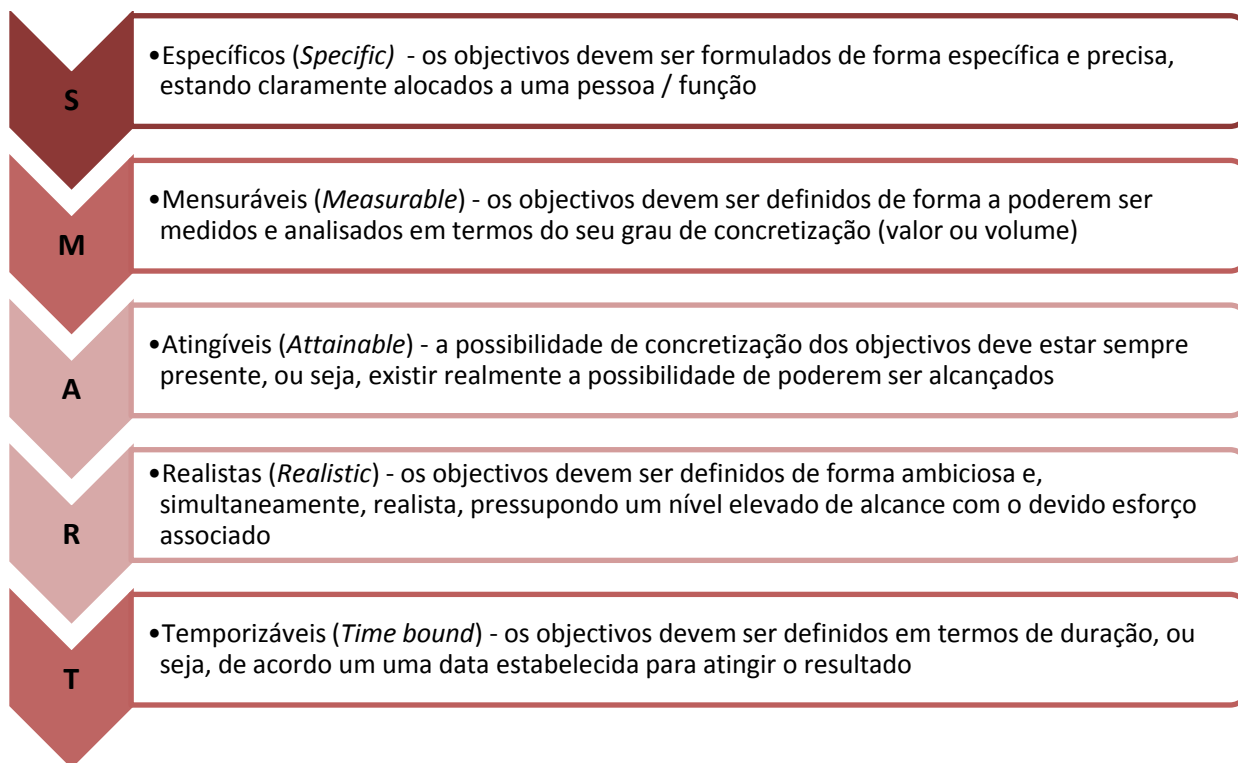 S
•Específicos (Specific) - os objectivos devem ser formulados de forma específica e precisa,
estando claramente alocados a uma pessoa / função
M
•Mensuráveis (Measurable) - os objectivos devem ser definidos de forma a poderem ser
medidos e analisados em termos do seu grau de concretização (valor ou volume)
A
•Atingíveis (Attainable) - a possibilidade de concretização dos objectivos deve estar sempre
presente, ou seja, existir realmente a possibilidade de poderem ser alcançados
R
•Realistas (Realistic) - os objectivos devem ser definidos de forma ambiciosa e,
simultaneamente, realista, pressupondo um nível elevado de alcance com o devido esforço
associado
T
•Temporizáveis (Time bound) - os objectivos devem ser definidos em termos de duração, ou
seja, de acordo um uma data estabelecida para atingir o resultado